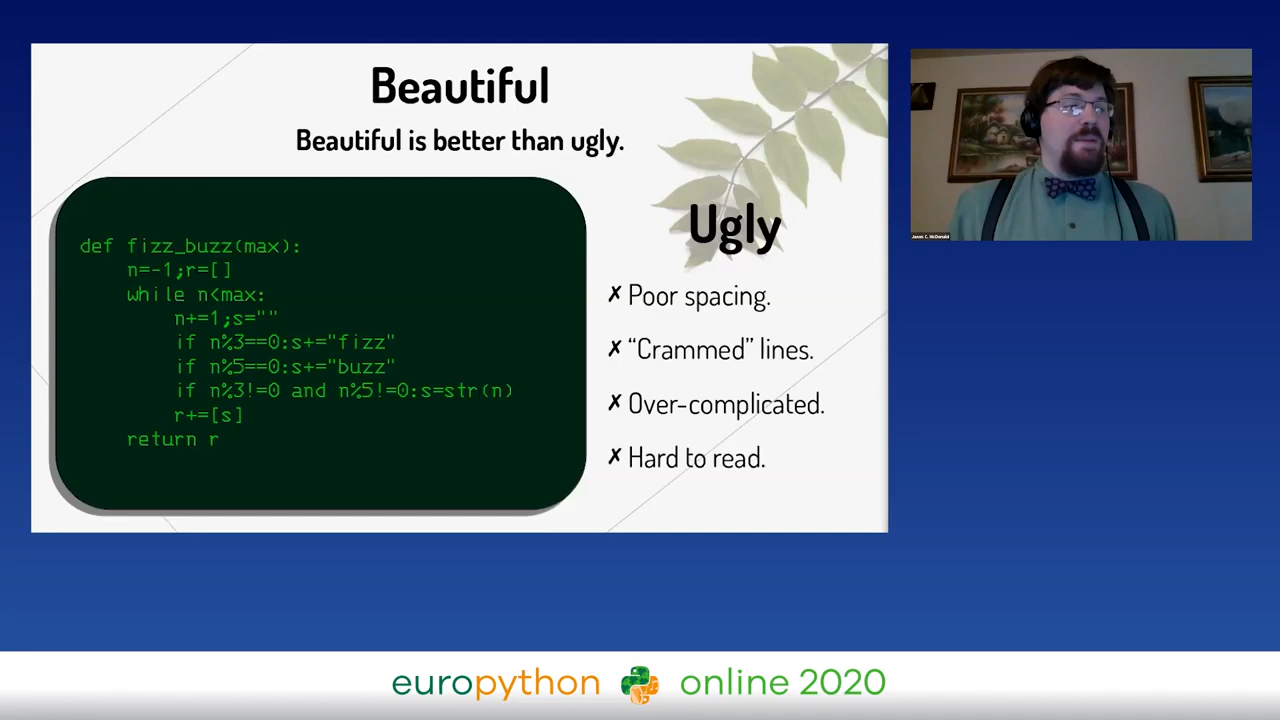 Beautiful
Beautiful is better than ugly.
def fizz_buzz(max):
    n=-1;r=[]
    while n<max:
        n+=1;s=""
        if n%3==0:s+="fizz"
        if n%5==0:s+="buzz"
        if n%3!=0 and n%5!=0:s=str(n)
        r+=[s]
    return r
Ugly
✗ Poor spacing.
✗ “Crammed” lines.
✗ Over-complicated.
✗ Hard to read.
Jason C. McDonald
europython online 2020